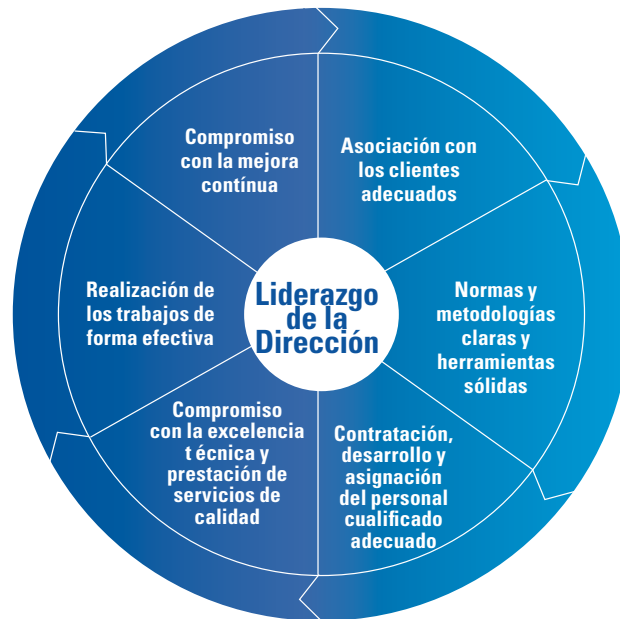 Compromiso
con la mejora
contínua
Asociación con
los clientes
adecuados
Normas y
metodologías
claras y
herramientas
sólidas
Contratación,
desarrollo y
asignación
del personal
cualificado
adecuado
Compromiso
con la excelencia
t écnica y
prestación de
servicios de
calidad
Realización de
los trabajos de
forma efectiva
Liderazgo
de la
Dirección